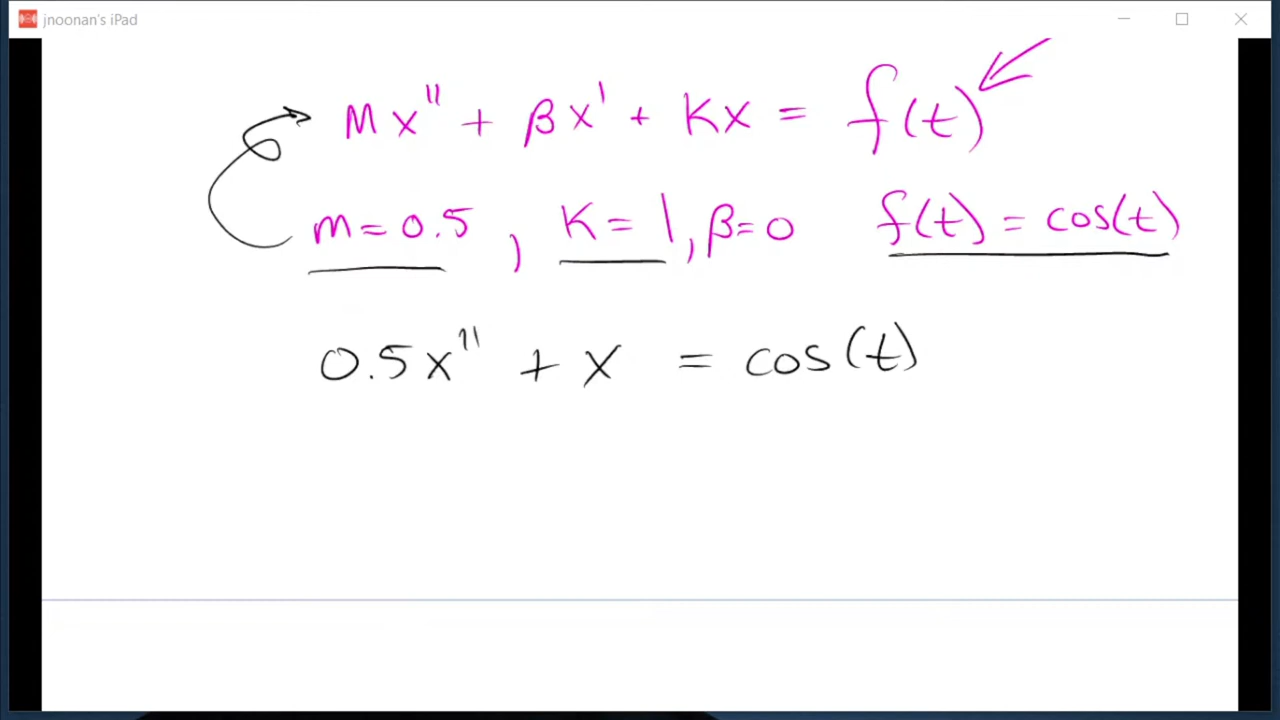 jnoonan's iPad
mx'' + βx' + kx = f(t)
m = 0.5, k = 1, β = 0 f(t) = cos(t)
0.5x'' + x = cos(t)